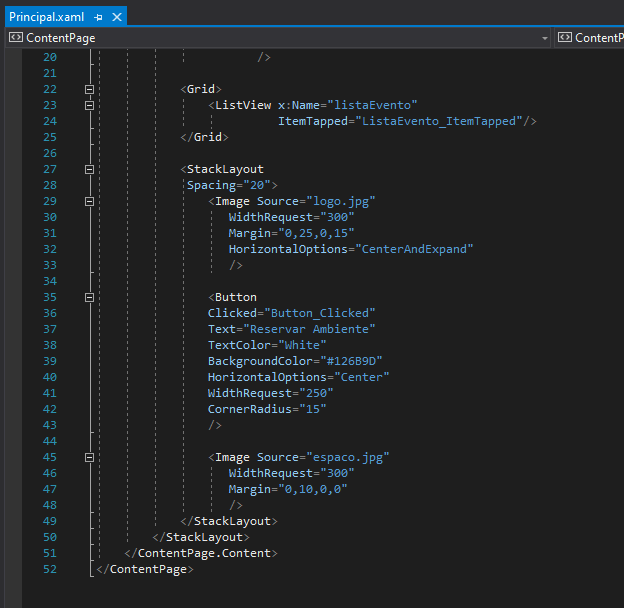 Principal.xaml
ContentPage
ContentP
20 />
21
22 <Grid>
23 <ListView x:Name="listaEvento"
24 ItemTapped="ListaEvento_ItemTapped"/>
25 </Grid>
26
27 <StackLayout
28 Spacing="20">
29 <Image Source="logo.jpg"
30 WidthRequest="300"
31 Margin="0,25,0,15"
32 HorizontalOptions="CenterAndExpand"
33 />
34
35 <Button
36 Clicked="Button_Clicked"
37 Text="Reservar Ambiente"
38 TextColor="White"
39 BackgroundColor="#126B9D"
40 HorizontalOptions="Center"
41 WidthRequest="250"
42 CornerRadius="15"
43 />
44
45 <Image Source="espaco.jpg"
46 WidthRequest="300"
47 Margin="0,10,0,0"
48 />
49 </StackLayout>
50 </StackLayout>
51 </ContentPage.Content>
52 </ContentPage>